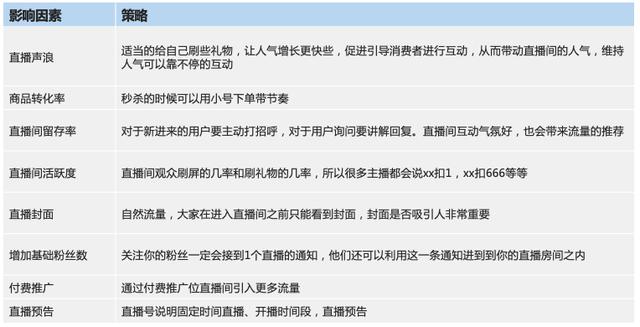 影响因素 策略
直播声浪 适当的给自己刷些礼物，让人气增长更快些，促进引导消费者进行互动，从而带动直播间的人气，维持
人气可以靠不停的互动
商品转化率 秒杀的时候可以用小号下单带节奏
直播间留存率 对于新进来的用户要主动打招呼，对于用户询问要讲解回复。直播间互动气氛好，也会带来流量的推荐
直播间活跃度 直播间观众刷屏的几率和刷礼物的几率，所以很多主播都会说xx扣1，xx扣666等等
直播封面 自然流量，大家在进入直播间之前只能看到封面，封面是否吸引人非常重要
增加基础粉丝数 关注你的粉丝一定会接到1个直播的通知，他们还可以利用这一条通知进到到你的直播房间之内
付费推广 通过付费推广位直播间引入更多流量
直播预告 直播号说明固定时间直播、开播时间段，直播预告